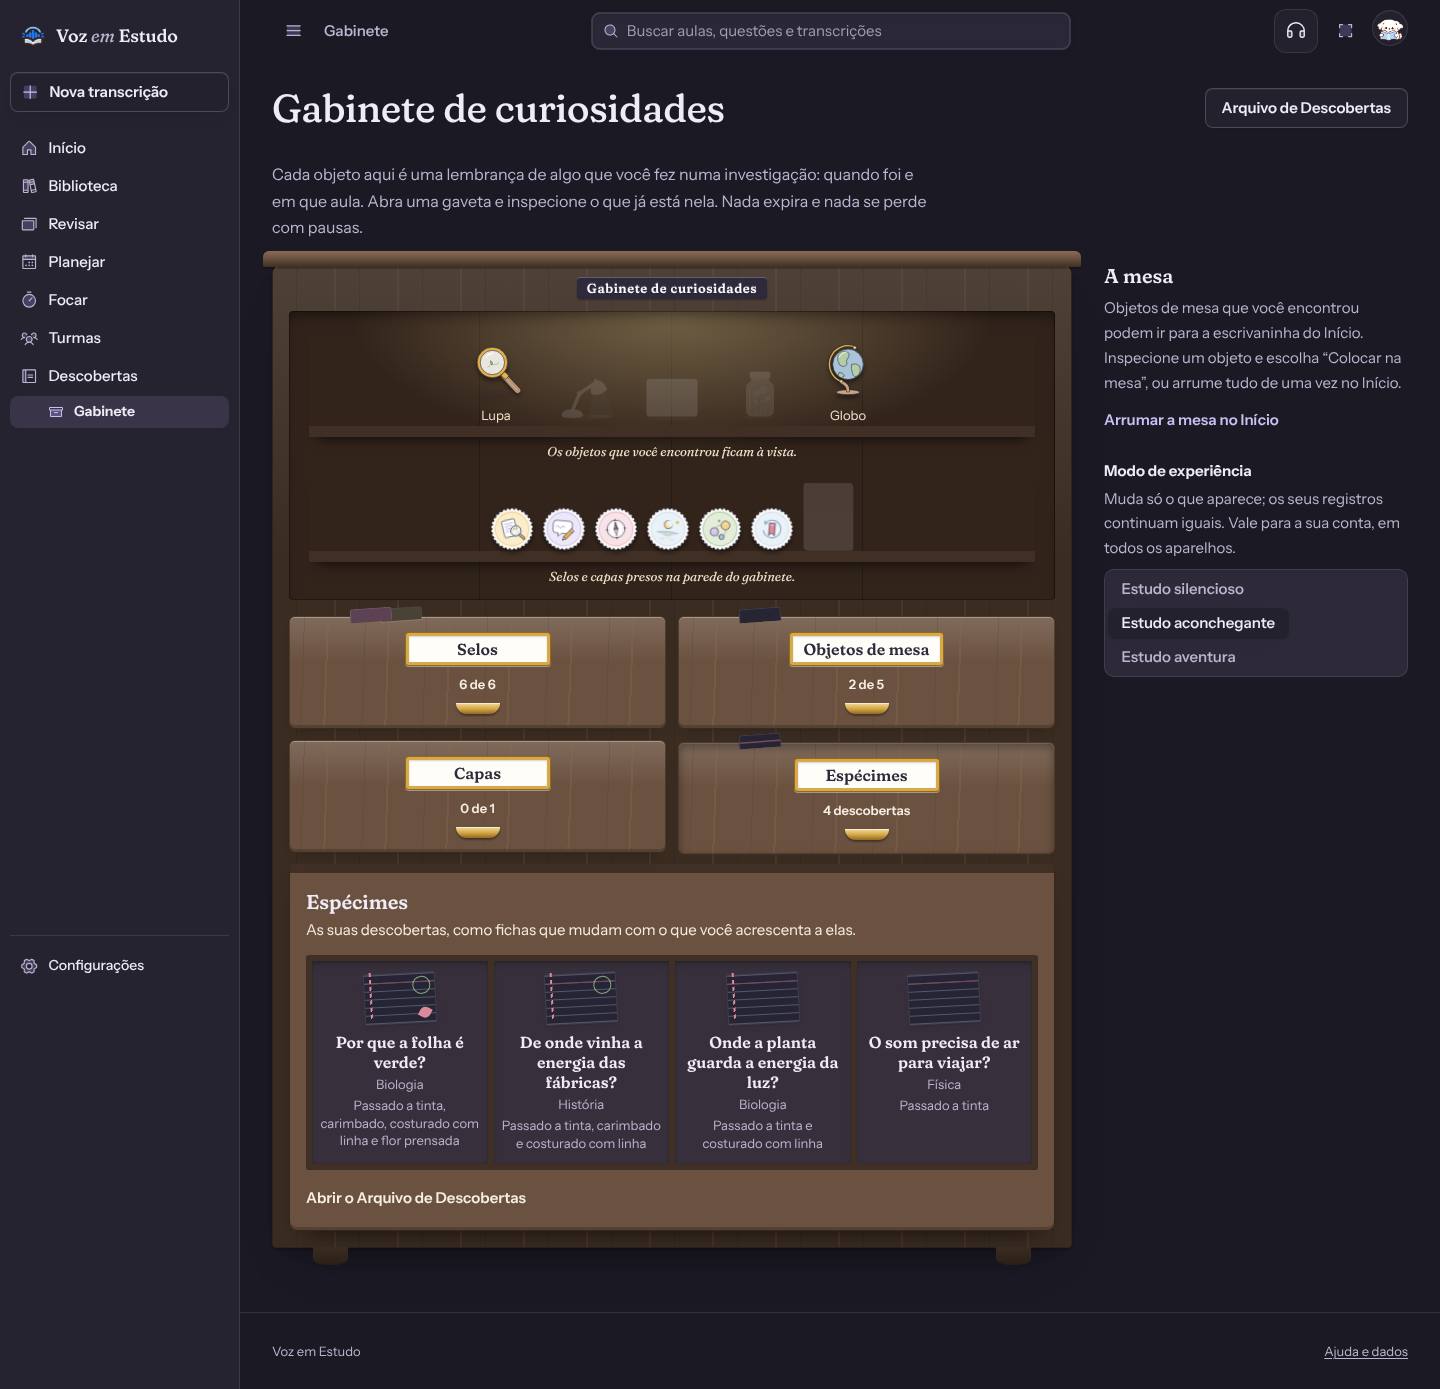 Voz em Estudo
Nova transcrição
Início
Biblioteca
Revisar
Planejar
Focar
Turmas
Descobertas
Gabinete
Configurações
Gabinete
Buscar aulas, questões e transcrições
Gabinete de curiosidades
Arquivo de Descobertas
Cada objeto aqui é uma lembrança de algo que você fez numa investigação: quando foi e
em que aula. Abra uma gaveta e inspecione o que já está nela. Nada expira e nada se perde
com pausas.
Gabinete de curiosidades
Lupa
Globo
Os objetos que você encontrou ficam à vista.
Selos e capas presos na parede do gabinete.
Selos
6 de 6
Objetos de mesa
2 de 5
Capas
0 de 1
Espécimes
4 descobertas
Espécimes
As suas descobertas, como fichas que mudam com o que você acrescenta a elas.
Por que a folha é
verde?
Biologia
Passado a tinta,
carimbado, costurado com
linha e flor prensada
De onde vinha a
energia das
fábricas?
História
Passado a tinta, carimbado
e costurado com linha
Onde a planta
guarda a energia da
luz?
Biologia
Passado a tinta e
costurado com linha
O som precisa de ar
para viajar?
Física
Passado a tinta
Abrir o Arquivo de Descobertas
A mesa
Objetos de mesa que você encontrou
podem ir para a escrivaninha do Início.
Inspecione um objeto e escolha “Colocar na
mesa”, ou arrume tudo de uma vez no Início.
Arrumar a mesa no Início
Modo de experiência
Muda só o que aparece; os seus registros
continuam iguais. Vale para a sua conta, em
todos os aparelhos.
Estudo silencioso
Estudo aconchegante
Estudo aventura
Voz em Estudo
Ajuda e dados